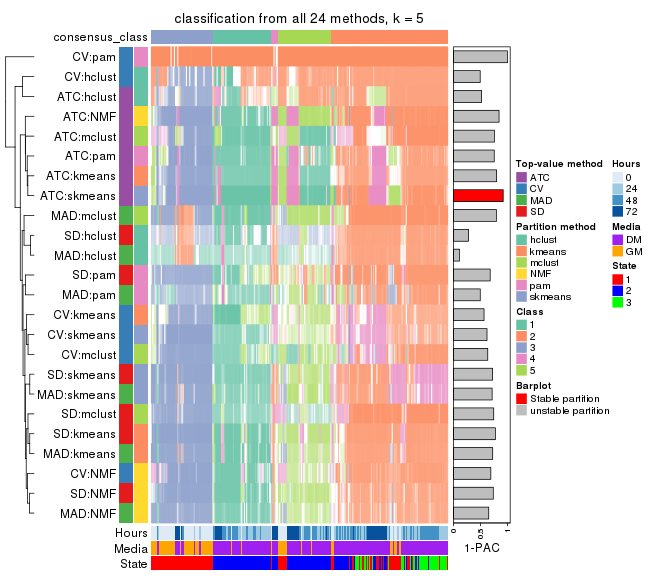 classification from all 24 methods, k = 5
consensus_class
CV:pam
CV:hclust
ATC:hclust
ATC:NMF
ATC:mclust
ATC:pam
ATC:kmeans
ATC:skmeans
MAD:mclust
SD:hclust
MAD:hclust
SD:pam
MAD:pam
CV:kmeans
CV:skmeans
CV:mclust
SD:skmeans
MAD:skmeans
SD:mclust
SD:kmeans
MAD:kmeans
CV:NMF
SD:NMF
MAD:NMF
Hours
Media
State
0
0.5
1
1-PAC
Top-value method
ATC
CV
MAD
SD
Partition method
hclust
kmeans
mclust
NMF
pam
skmeans
Class
1
2
3
4
5
Barplot
Stable partition
unstable partition
Hours
0
24
48
72
Media
DM
GM
State
1
2
3